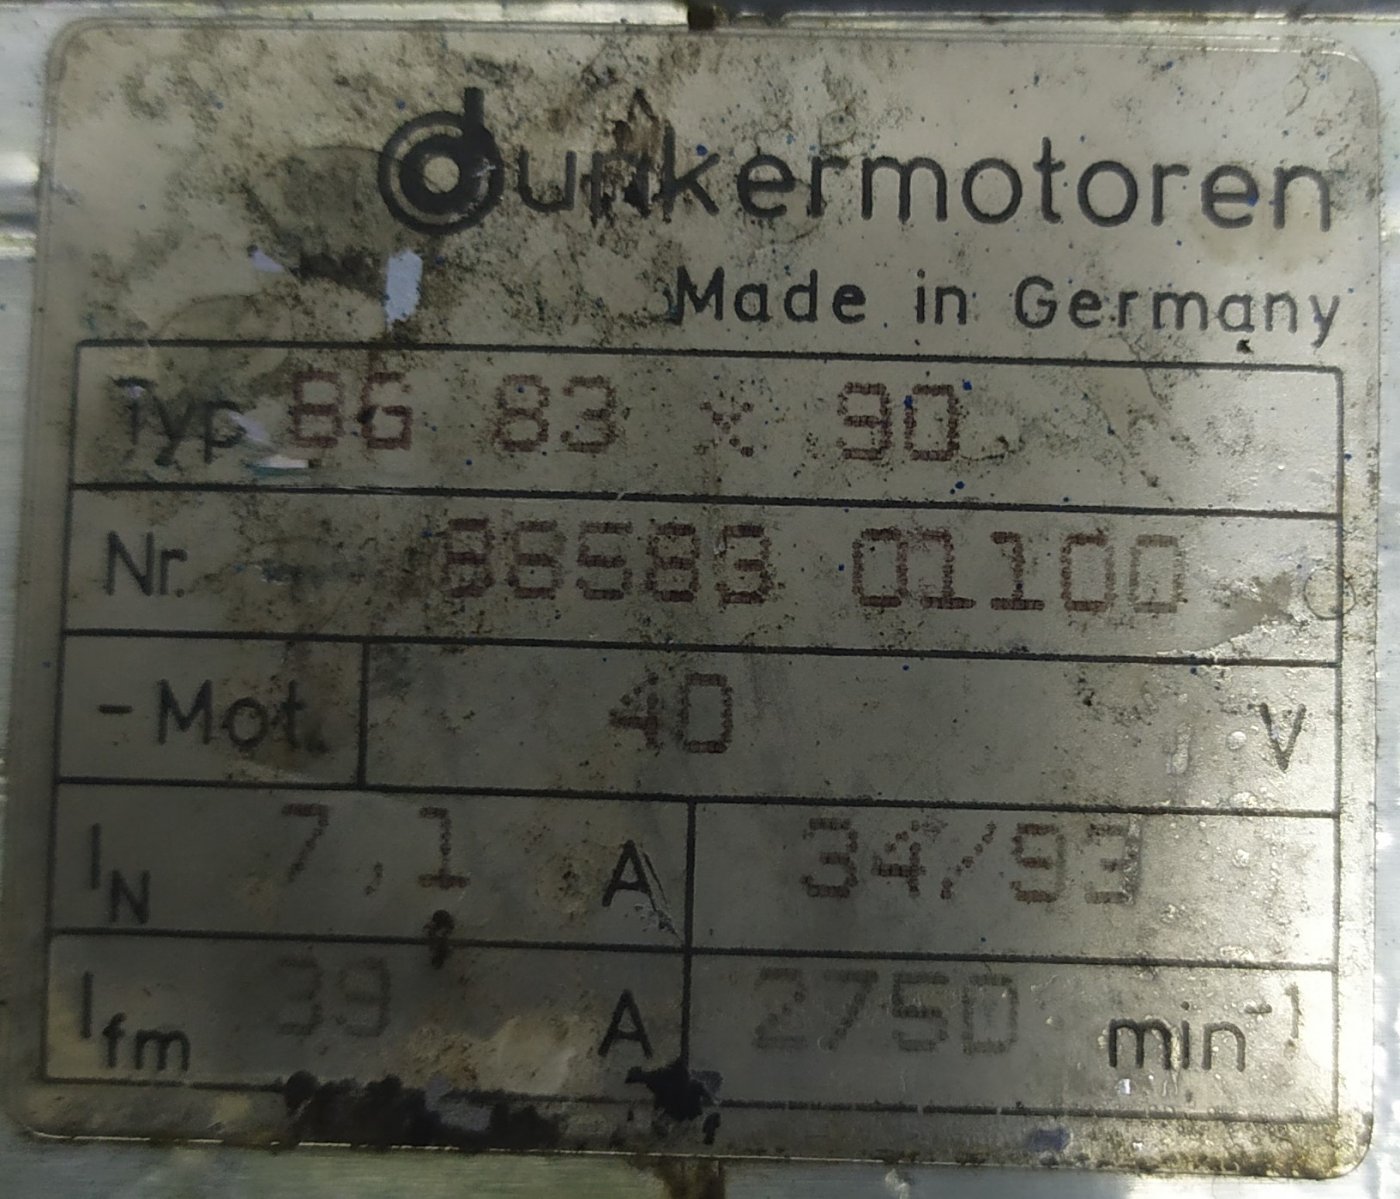 dunkermotoren
Made in Germany
Typ BG 83 x 90
Nr. 88583 01100
- Mot. 40 V
IN 7,1 A 34/93
Ifm 39 A 2750 min-1